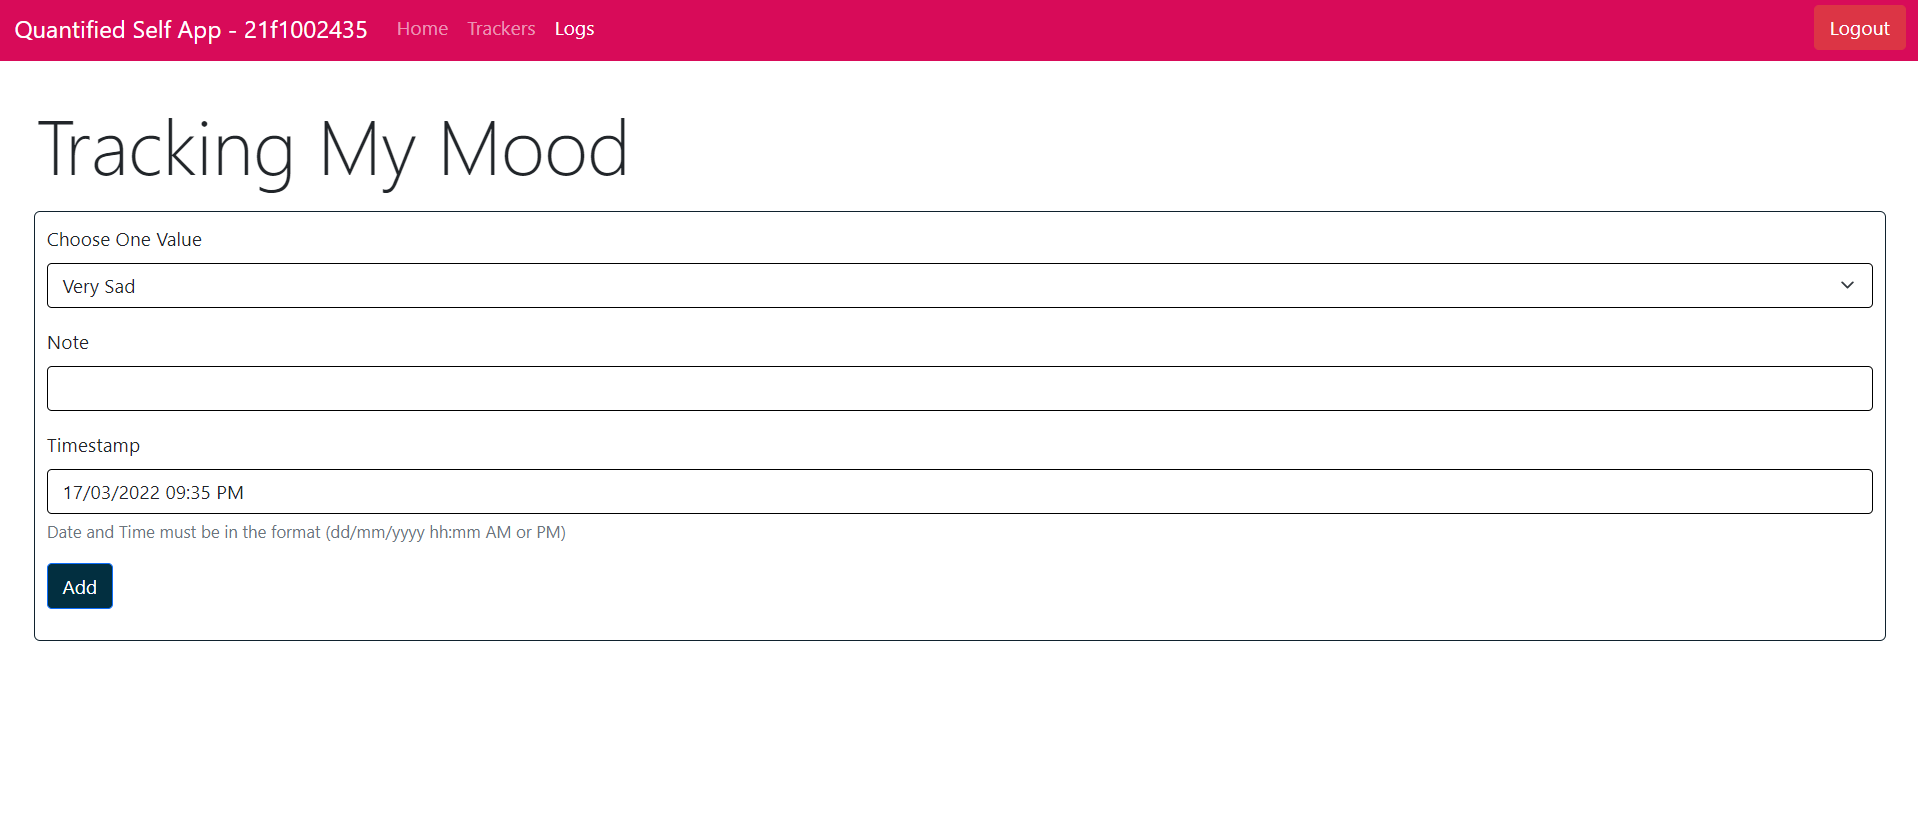 Quantified Self App - 21f1002435 Home Trackers Logs Logout
Tracking My Mood
Choose One Value
Very Sad
Note
Timestamp
17/03/2022 09:35 PM
Date and Time must be in the format (dd/mm/yyyy hh:mm AM or PM)
Add